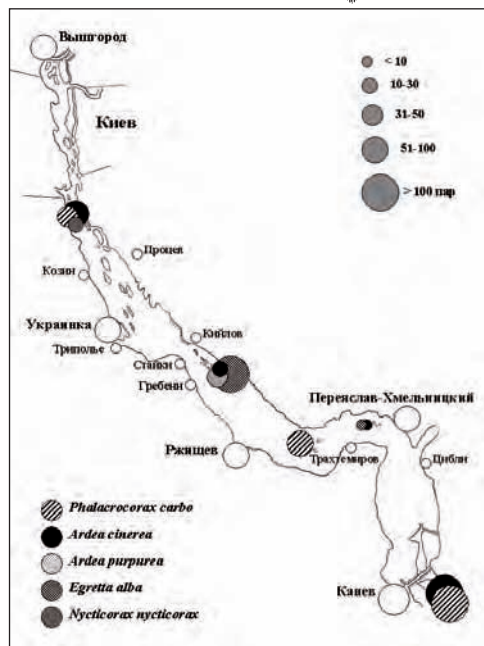 Вышгород
< 10
10-30
31-50
51-100
> 100 пар
Киев
Процев
Козин
Украинка
Триполье
Кийлов
Стайки
Гребени
Переяслав-Хмельницкий
Ржищев
Трахтемиров
Цибли
Phalacrocorax carbo
Ardea cinerea
Ardea purpurea
Egretta alba
Nycticorax nycticorax
Канев